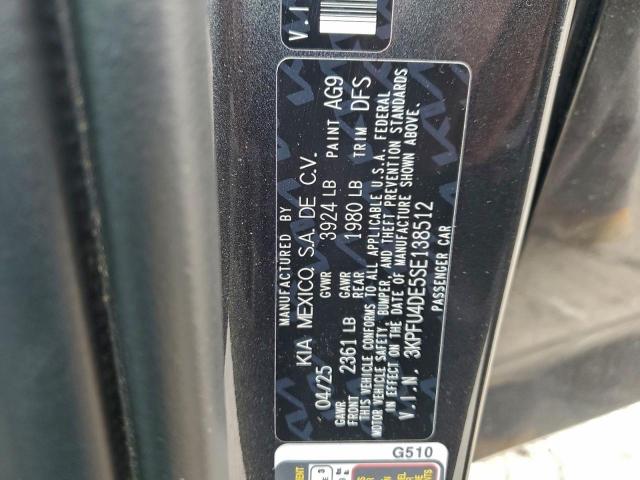 V.I
MANUFACTURED BY
KIA MEXICO, S.A. DE C.V.
04/25 GVWR 3924 LB PAINT AG9
GAWR FRONT 2361 LB GAWR REAR 1980 LB TRIM DFS
THIS VEHICLE CONFORMS TO ALL APPLICABLE U.S.A. FEDERAL
MOTOR VEHICLE SAFETY, BUMPER, AND THEFT PREVENTION STANDARDS
IN EFFECT ON THE DATE OF MANUFACTURE SHOWN ABOVE.
V.I.N. 3KPFU4DE5SE138512
PASSENGER CAR
G510